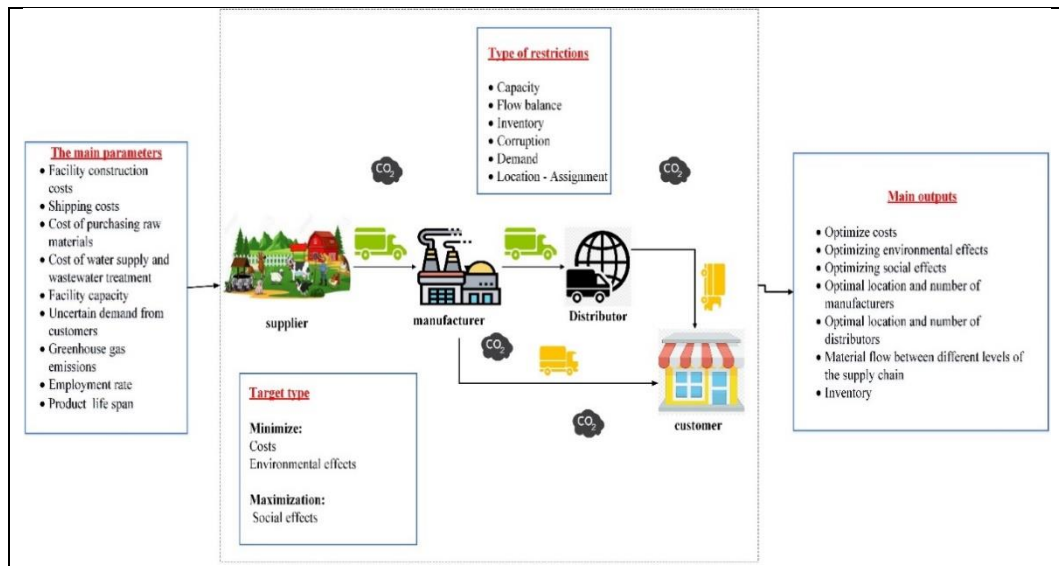 The main parameters
• Facility construction
costs
• Shipping costs
• Cost of purchasing raw
materials
• Cost of water supply and
wastewater treatment
• Facility capacity
• Uncertain demand from
customers
• Greenhouse gas
emissions
• Employment rate
• Product life span
Type of restrictions
• Capacity
• Flow balance
• Inventory
• Corruption
• Demand
• Location - Assignment
CO2
CO2
supplier
manufacturer
Distributor
CO2
CO2
customer
Target type
Minimize:
Costs
Environmental effects
Maximization:
Social effects
Main outputs
• Optimize costs
• Optimizing environmental effects
• Optimizing social effects
• Optimal location and number of
manufacturers
• Optimal location and number of
distributors
• Material flow between different levels of
the supply chain
• Inventory